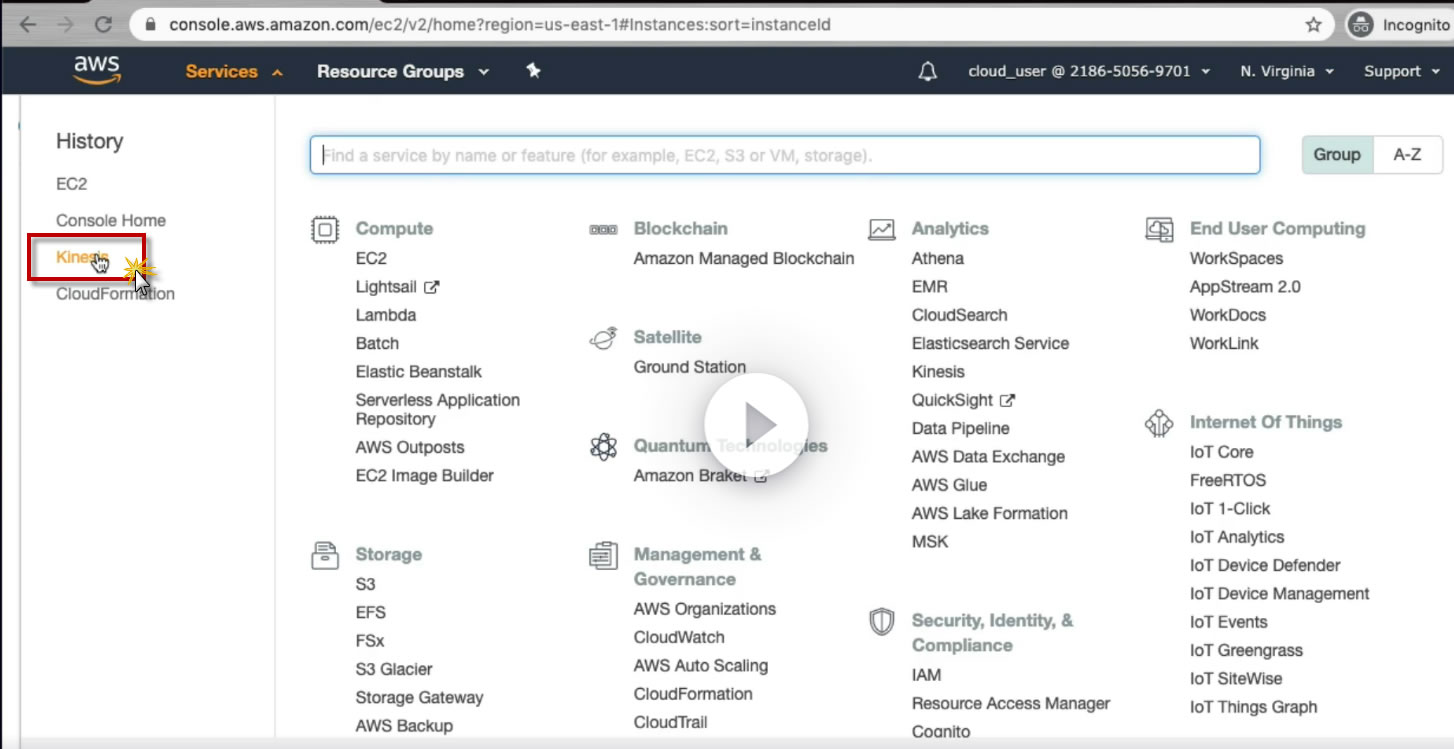 console.aws.amazon.com/ec2/v2/home?region=us-east-1#Instances:sort=instanceId
Incognito
aws
Services
Resource Groups
cloud_user @ 2186-5056-9701
N. Virginia
Support
History
EC2
Console Home
Kinesis
CloudFormation
Find a service by name or feature (for example, EC2, S3 or VM, storage).
Group
A-Z
Compute
EC2
Lightsail
Lambda
Batch
Elastic Beanstalk
Serverless Application
Repository
AWS Outposts
EC2 Image Builder
Storage
S3
EFS
FSx
S3 Glacier
Storage Gateway
AWS Backup
Blockchain
Amazon Managed Blockchain
Satellite
Ground Station
Quantum Technologies
Amazon Braket
Management &
Governance
AWS Organizations
CloudWatch
AWS Auto Scaling
CloudFormation
CloudTrail
Analytics
Athena
EMR
CloudSearch
Elasticsearch Service
Kinesis
QuickSight
Data Pipeline
AWS Data Exchange
AWS Glue
AWS Lake Formation
MSK
Security, Identity, &
Compliance
IAM
Resource Access Manager
Cognito
End User Computing
WorkSpaces
AppStream 2.0
WorkDocs
WorkLink
Internet Of Things
IoT Core
FreeRTOS
IoT 1-Click
IoT Analytics
IoT Device Defender
IoT Device Management
IoT Events
IoT Greengrass
IoT SiteWise
IoT Things Graph